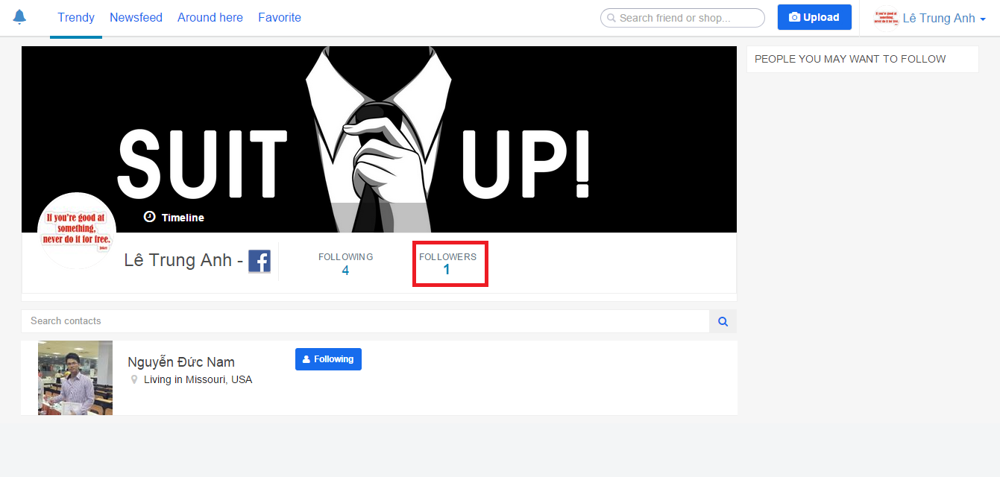 Trendy Newsfeed Around here Favorite Search friend or shop... Upload Lê Trung Anh
PEOPLE YOU MAY WANT TO FOLLOW
SUIT UP!
Timeline
If you're good at
something,
never do it for free.
Joker
Lê Trung Anh - f
FOLLOWING
4
FOLLOWERS
1
Search contacts
Nguyễn Đức Nam
Following
Living in Missouri, USA